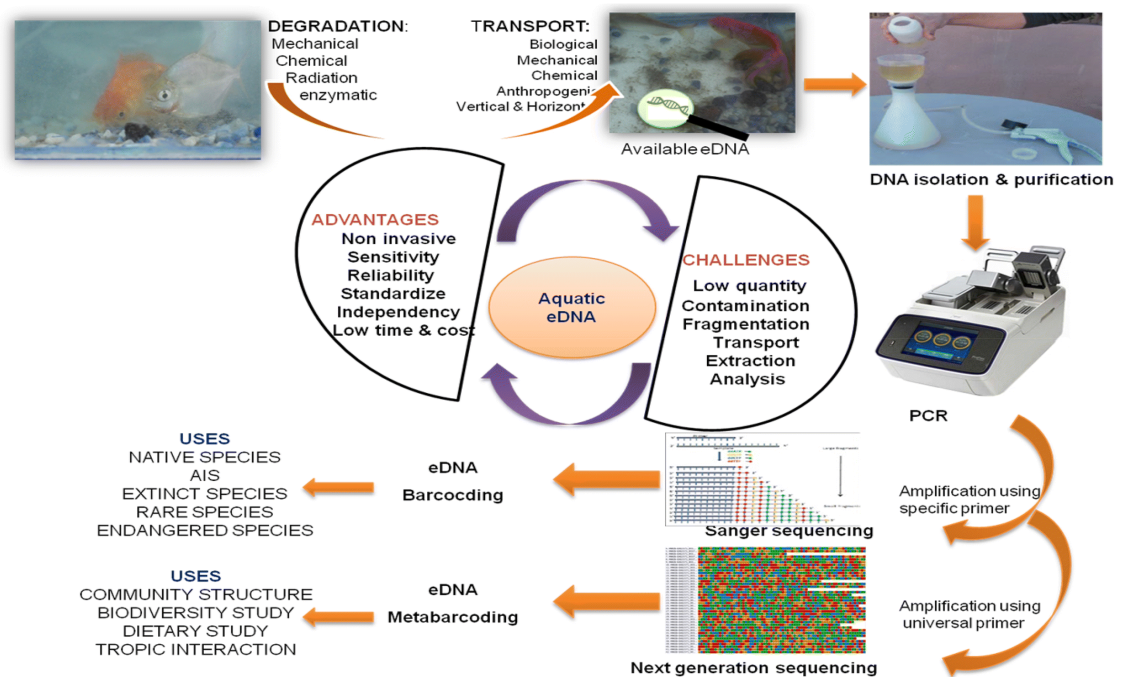 DEGRADATION:
Mechanical
Chemical
Radiation
enzymatic
TRANSPORT:
Biological
Mechanical
Chemical
Anthropogenic
Vertical & Horizont
Available eDNA
DNA isolation & purification
ADVANTAGES
Non invasive
Sensitivity
Reliability
Standardize
Independency
Low time & cost
Aquatic
eDNA
CHALLENGES
Low quantity
Contamination
Fragmentation
Transport
Extraction
Analysis
PCR
Amplification using
specific primer
Sanger sequencing
eDNA
Barcocding
USES
NATIVE SPECIES
AIS
EXTINCT SPECIES
RARE SPECIES
ENDANGERED SPECIES
Amplification using
universal primer
Next generation sequencing
eDNA
Metabarcoding
USES
COMMUNITY STRUCTURE
BIODIVERSITY STUDY
DIETARY STUDY
TROPIC INTERACTION